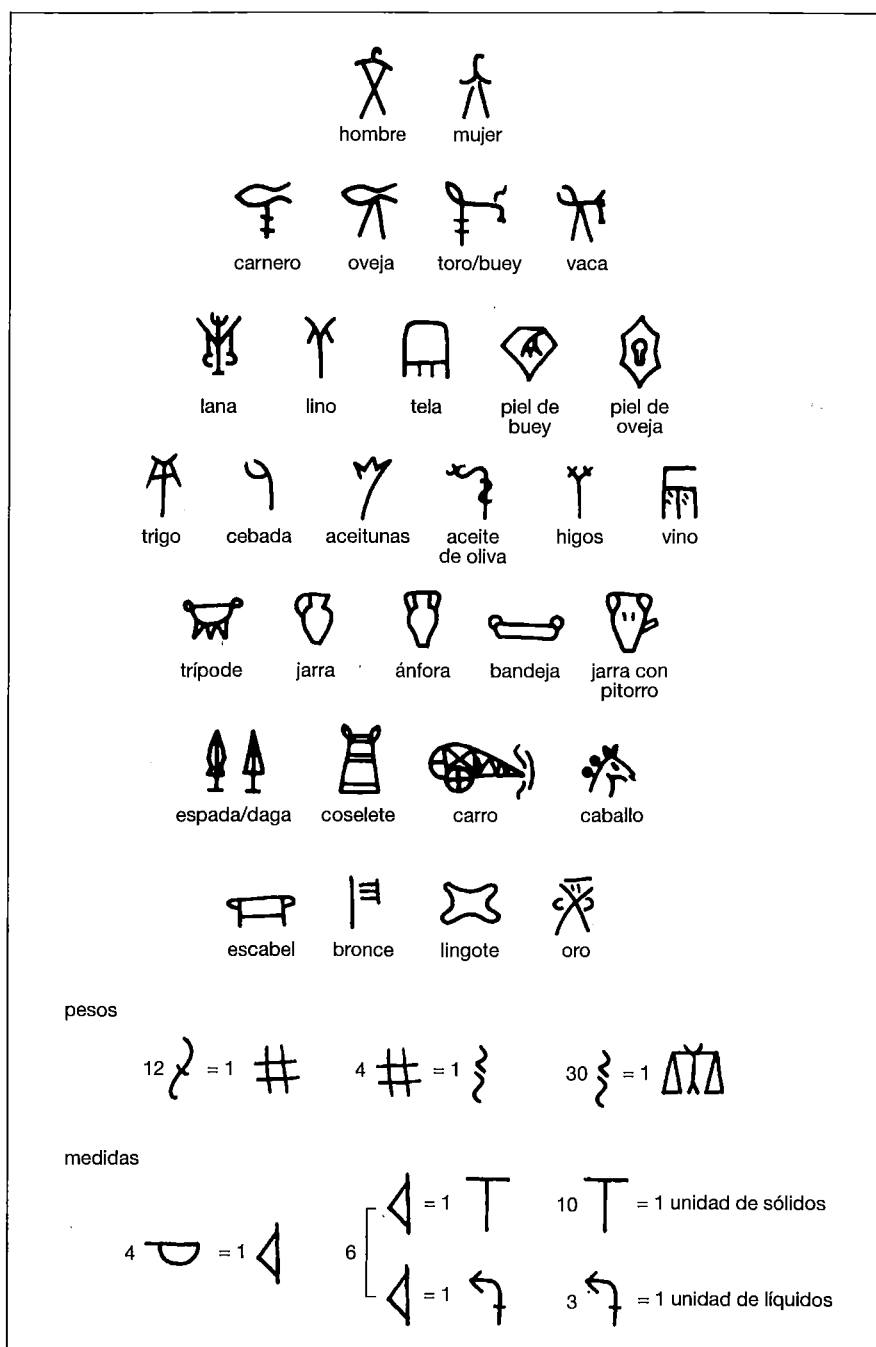 hombre mujer
carnero oveja toro/buey vaca
lana lino tela piel de buey piel de oveja
trigo cebada aceitunas aceite de oliva higos vino
trípode jarra ánfora bandeja jarra con pitorro
espada/daga coselete carro caballo
escabel bronce lingote oro
pesos
12 = 1 4 = 1 30 = 1
medidas
4 = 1
6 = 1 10 = 1 unidad de sólidos
= 1 3 = 1 unidad de líquidos